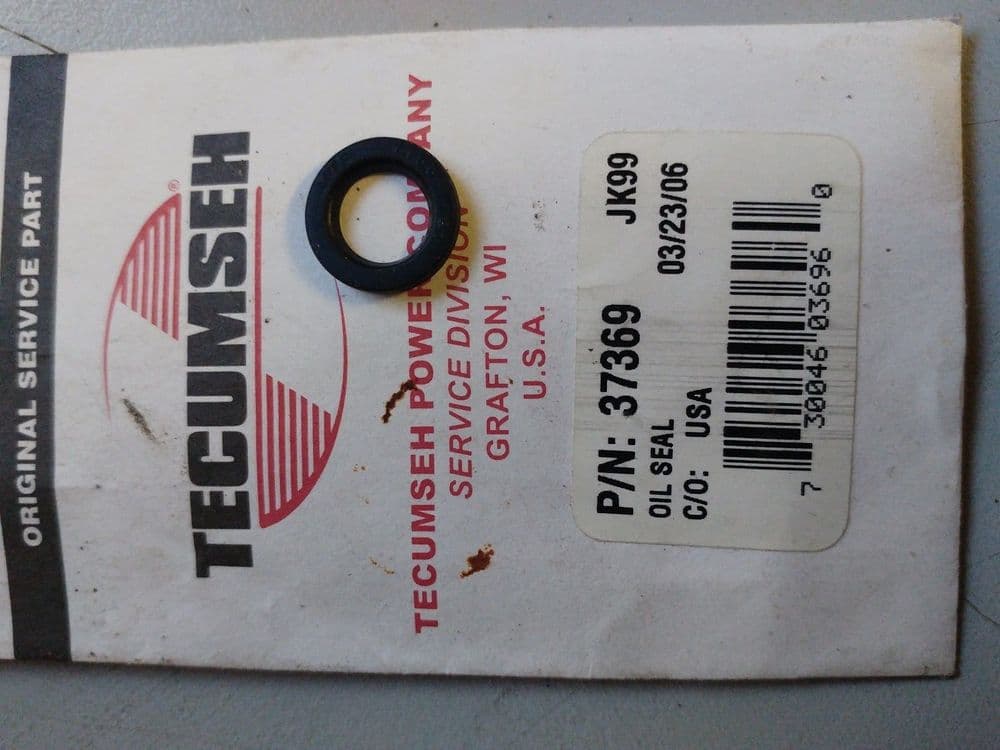 ORIGINAL SERVICE PART
TECUMSEH®
TECUMSEH POWER COMPANY
SERVICE DIVISION
GRAFTON, WI
U.S.A.
P/N: 37369 JK99
OIL SEAL 03/23/06
C/O: USA
7 30046 03696 0